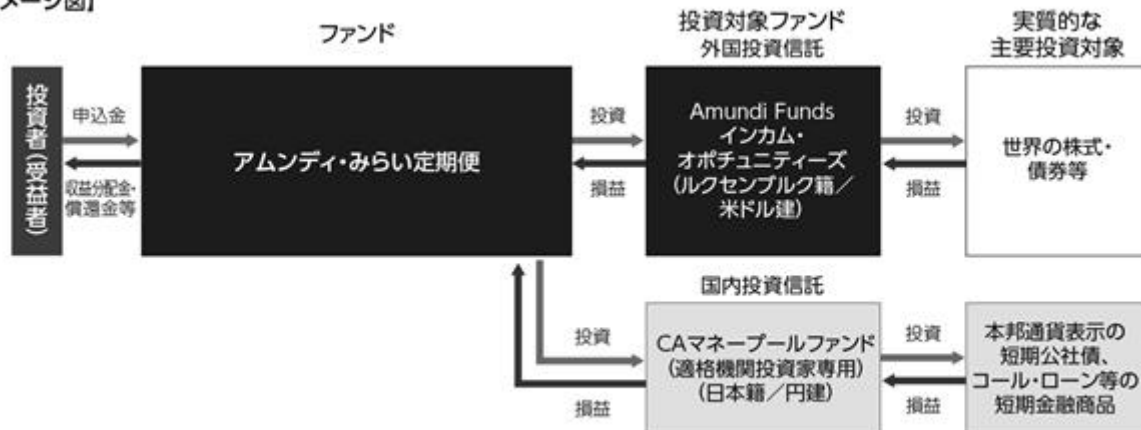 メージ図】
ファンド
投資対象ファンド
外国投資信託
実質的な
主要投資対象
投資者(受益者)
申込金
収益分配金・
償還金等
アムンディ・みらい定期便
投資
損益
Amundi Funds
インカム・
オポチュニティーズ
(ルクセンブルク籍/
米ドル建)
投資
損益
世界の株式・
債券等
国内投資信託
投資
損益
CAマネープールファンド
(適格機関投資家専用)
(日本籍/円建)
投資
損益
本邦通貨表示の
短期公社債、
コール・ローン等の
短期金融商品